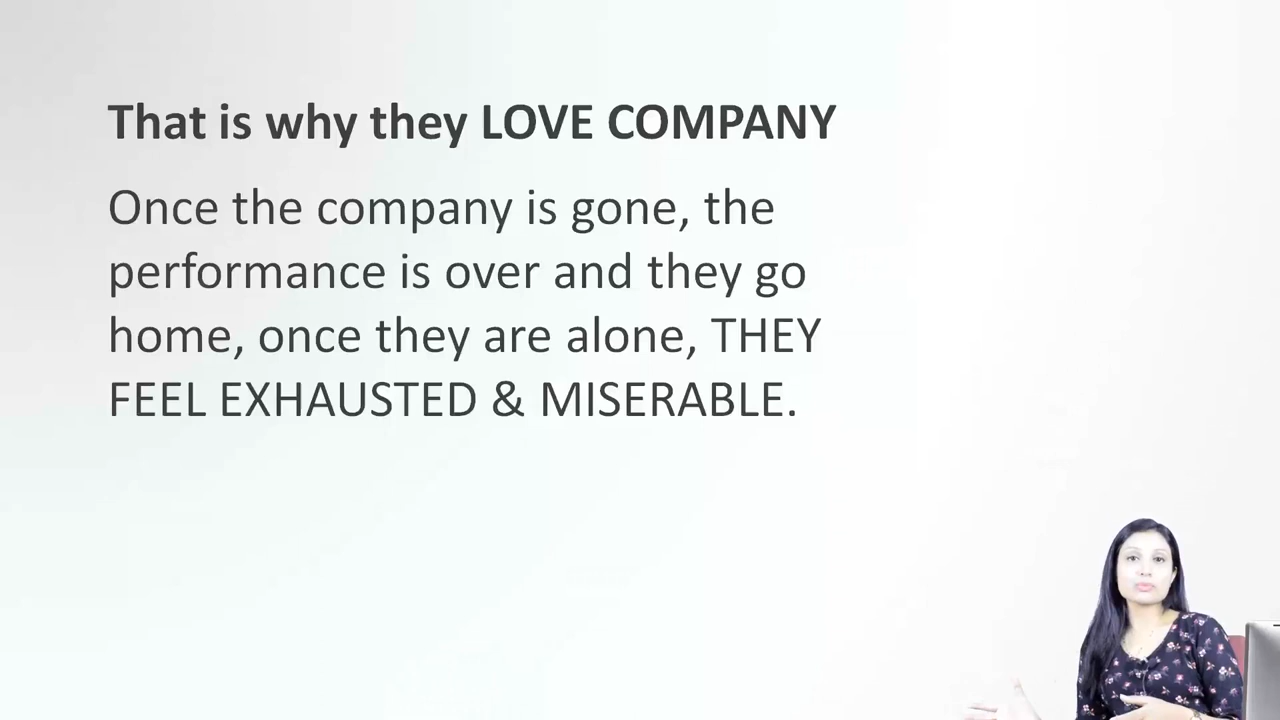 That is why they LOVE COMPANY
Once the company is gone, the
performance is over and they go
home, once they are alone, THEY
FEEL EXHAUSTED & MISERABLE.